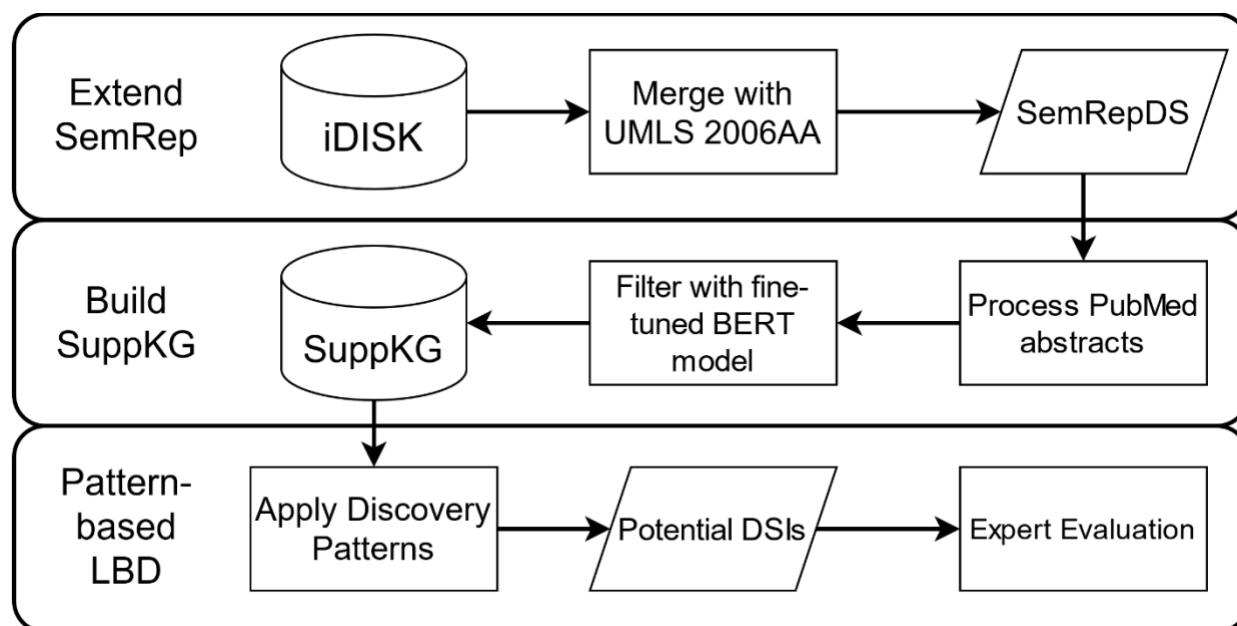 Extend
SemRep
iDISK
Merge with
UMLS 2006AA
SemRepDS
Build
SuppKG
SuppKG
Filter with fine-
tuned BERT
model
Process PubMed
abstracts
Pattern-
based
LBD
Apply Discovery
Patterns
Potential DSIs
Expert Evaluation